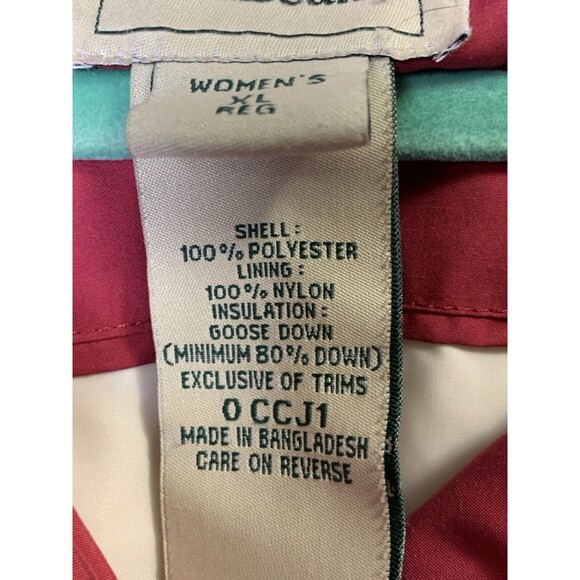 WOMEN'S
XL
REG
SHELL:
100% POLYESTER
LINING:
100% NYLON
INSULATION:
GOOSE DOWN
(MINIMUM 80% DOWN)
EXCLUSIVE OF TRIMS
0 CCJ1
MADE IN BANGLADESH
CARE ON REVERSE